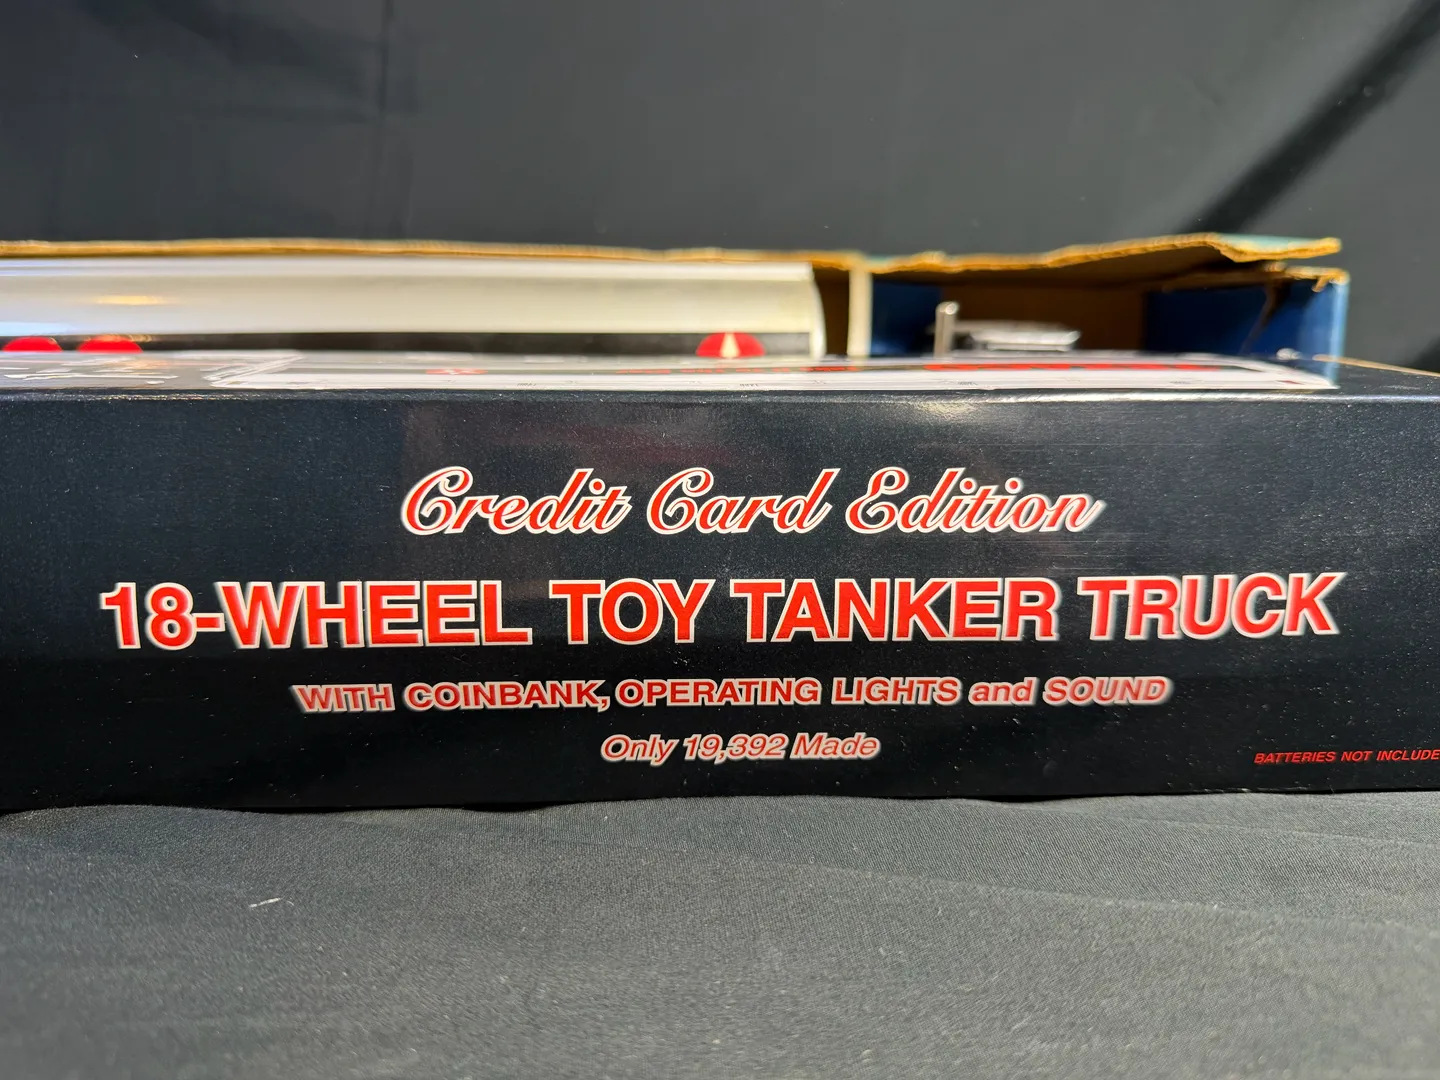 Credit Card Edition
18-WHEEL TOY TANKER TRUCK
WITH COINBANK, OPERATING LIGHTS and SOUND
Only 19,392 Made
BATTERIES NOT INCLUDE